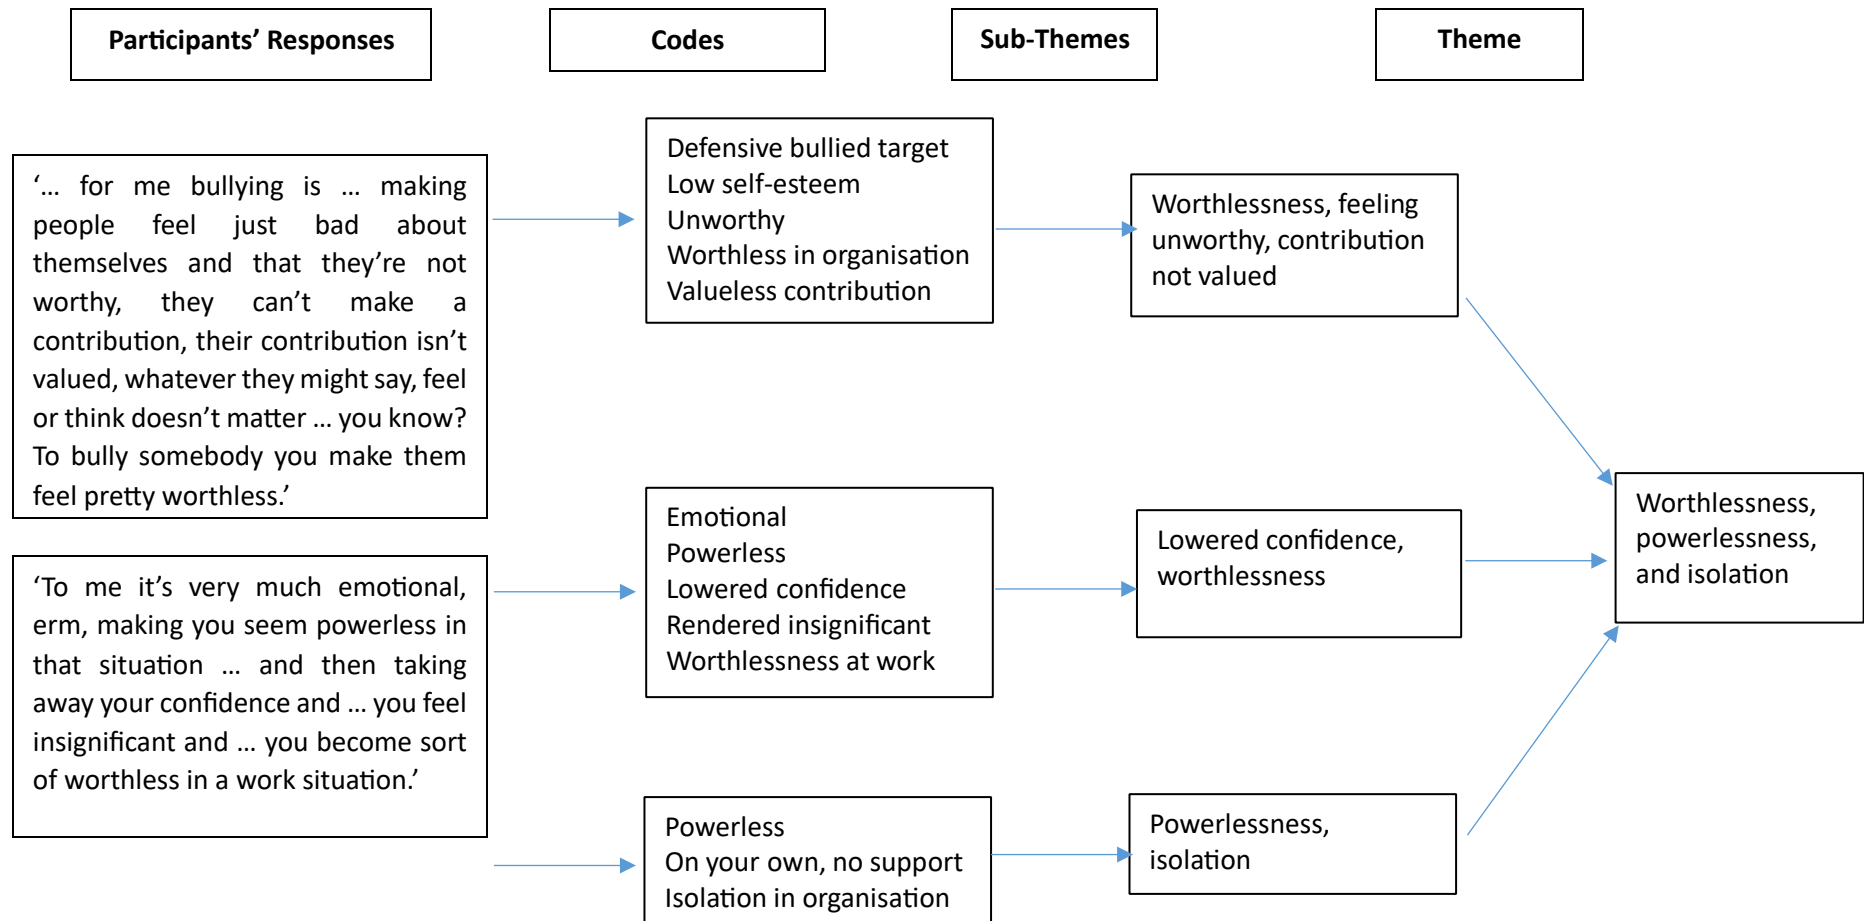 Participants’ Responses
Codes
Sub-Themes
Theme
‘… for me bullying is … making
people feel just bad about
themselves and that they’re not
worthy, they can’t make a
contribution, their contribution isn’t
valued, whatever they might say, feel
or think doesn’t matter … you know?
To bully somebody you make them
feel pretty worthless.’
Defensive bullied target
Low self-esteem
Unworthy
Worthless in organisation
Valueless contribution
Worthlessness, feeling
unworthy, contribution
not valued
‘To me it’s very much emotional,
erm, making you seem powerless in
that situation … and then taking
away your confidence and … you feel
insignificant and … you become sort
of worthless in a work situation.’
Emotional
Powerless
Lowered confidence
Rendered insignificant
Worthlessness at work
Lowered confidence,
worthlessness
Powerless
On your own, no support
Isolation in organisation
Powerlessness,
isolation
Worthlessness,
powerlessness,
and isolation